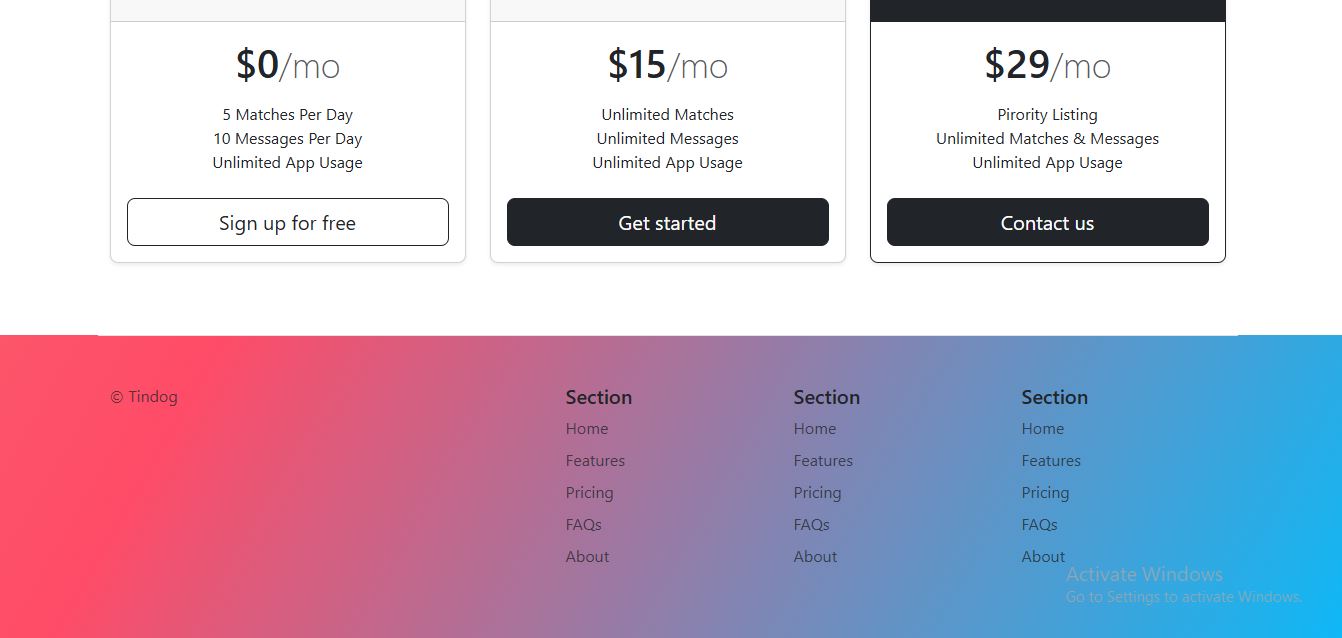 $0/mo
5 Matches Per Day
10 Messages Per Day
Unlimited App Usage
Sign up for free
$15/mo
Unlimited Matches
Unlimited Messages
Unlimited App Usage
Get started
$29/mo
Pirority Listing
Unlimited Matches & Messages
Unlimited App Usage
Contact us
© Tindog
Section
Home
Features
Pricing
FAQs
About
Section
Home
Features
Pricing
FAQs
About
Section
Home
Features
Pricing
FAQs
About
Activate Windows
Go to Settings to activate Windows.